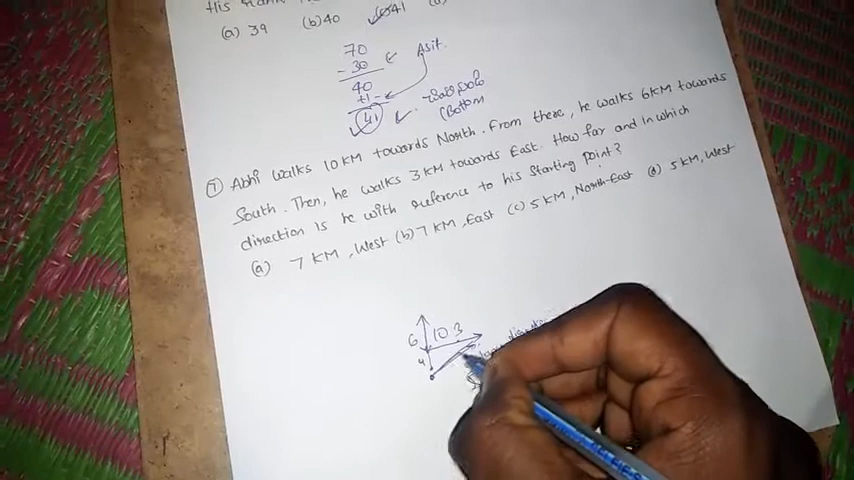 His Rank
(a) 39 (b) 40 (c) 41 (d)
70
- 30 Asit.
40
+1
41
(Bottom
(7) Abhi walks 10 KM towards North. From there, he walks 6 KM towards
South. Then, he walks 3 KM towards East. How far and in which
direction is he with reference to his starting point?
(a) 7 KM, West (b) 7 KM, East (c) 5 KM, North-East (d) 5 KM, West
6 10 3
4